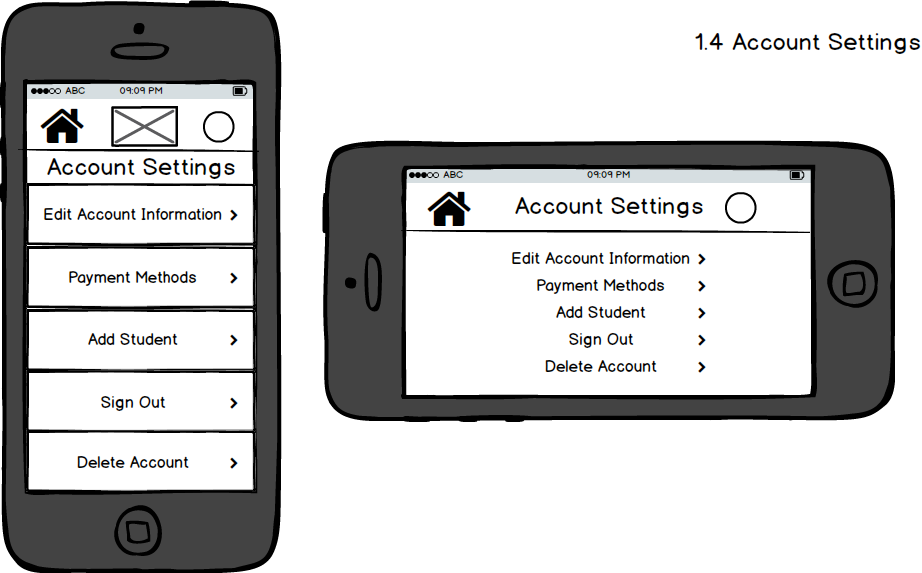 1.4 Account Settings
ABC 09:09 PM
Account Settings
Edit Account Information >
Payment Methods >
Add Student >
Sign Out >
Delete Account >
ABC 09:09 PM
Account Settings
Edit Account Information >
Payment Methods >
Add Student >
Sign Out >
Delete Account >